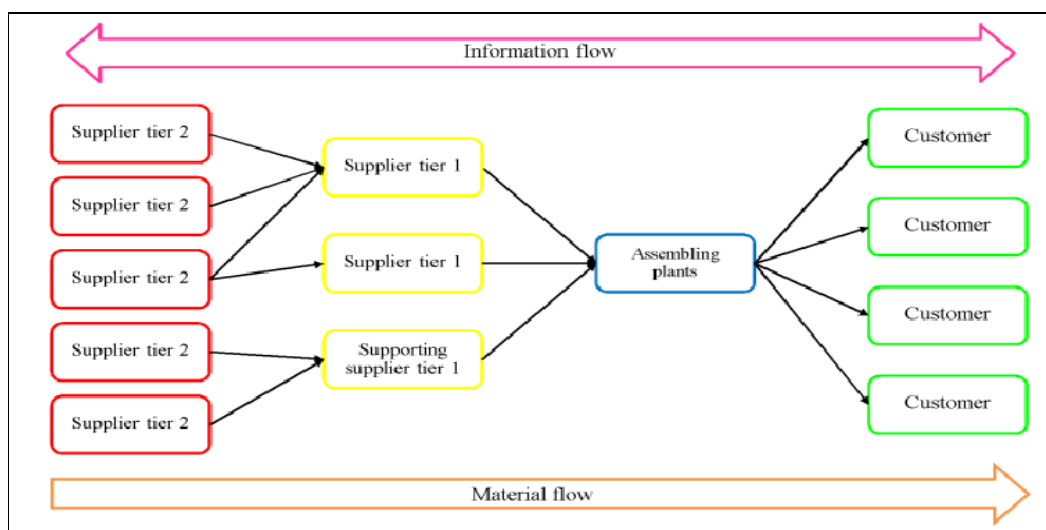 Information flow
Supplier tier 2
Supplier tier 2
Supplier tier 2
Supplier tier 2
Supplier tier 2
Supplier tier 1
Supplier tier 1
Supporting
supplier tier 1
Assembling
plants
Customer
Customer
Customer
Customer
Material flow